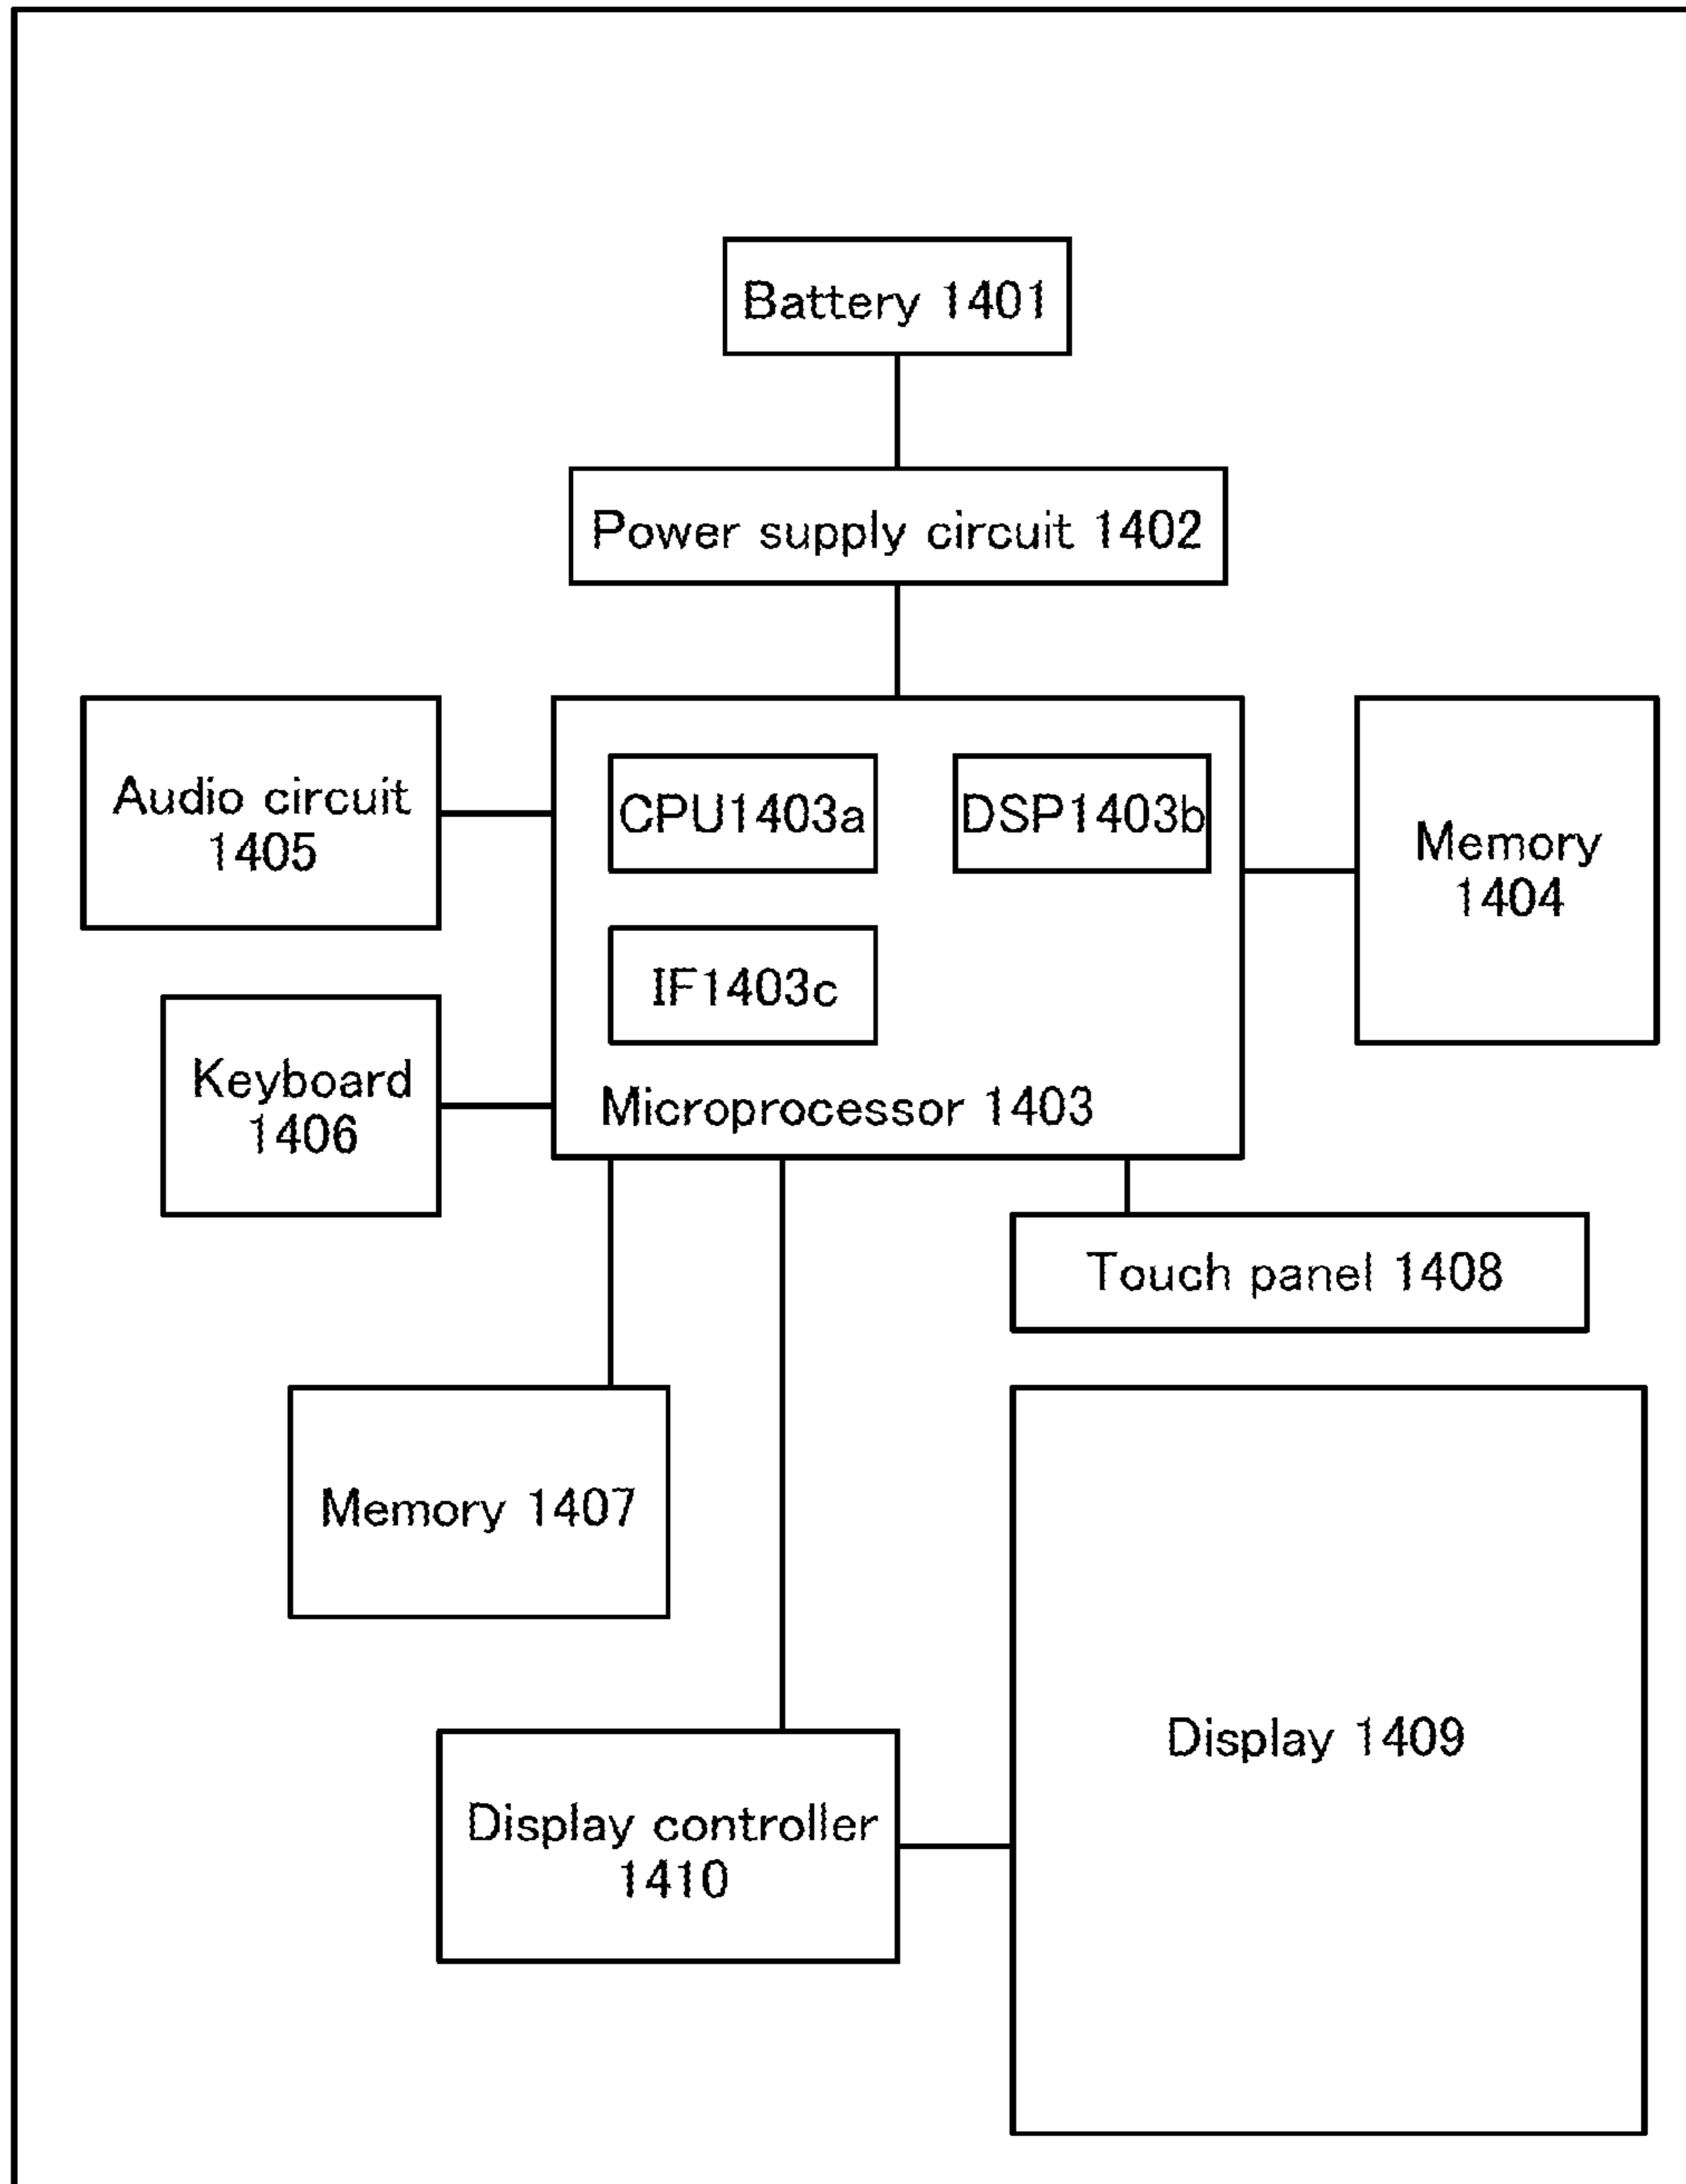 Battery 1401
Power supply circuit 1402
Audio circuit
1405
CPU1403a
DSP1403b
IF1403c
Microprocessor 1403
Memory
1404
Keyboard
1406
Touch panel 1408
Memory 1407
Display 1409
Display controller
1410